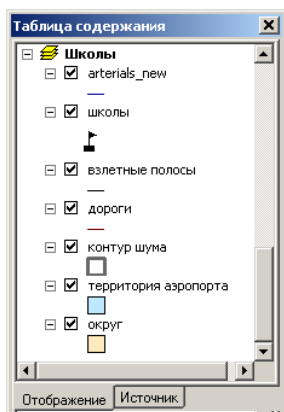 Таблица содержания
Школы
arterials_new
школы
взлетные полосы
дороги
контур шума
территория аэропорта
округ
Отображение Источник